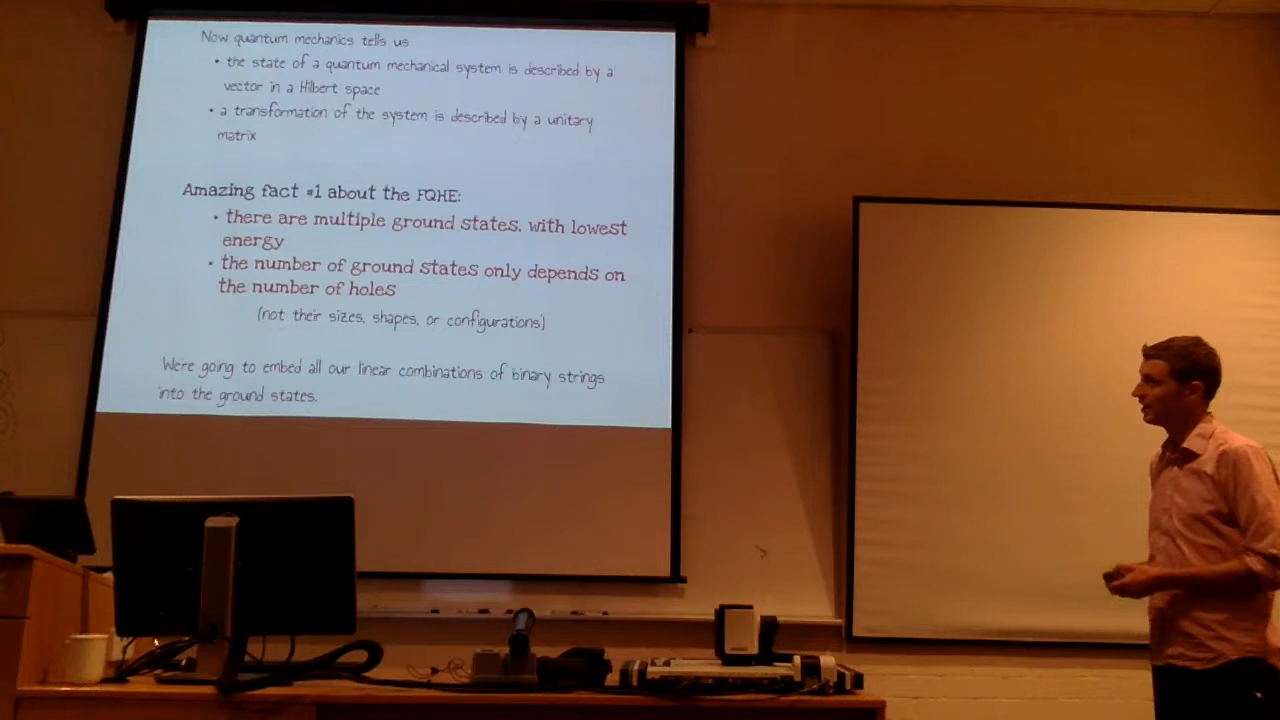 Now quantum mechanics tells us
• the state of a quantum mechanical system is described by a
vector in a Hilbert space
• a transformation of the system is described by a unitary
matrix
Amazing fact #1 about the FQHE:
• there are multiple ground states, with lowest
energy
• the number of ground states only depends on
the number of holes
(not their sizes, shapes, or configurations)
We're going to embed all our linear combinations of binary strings
into the ground states.